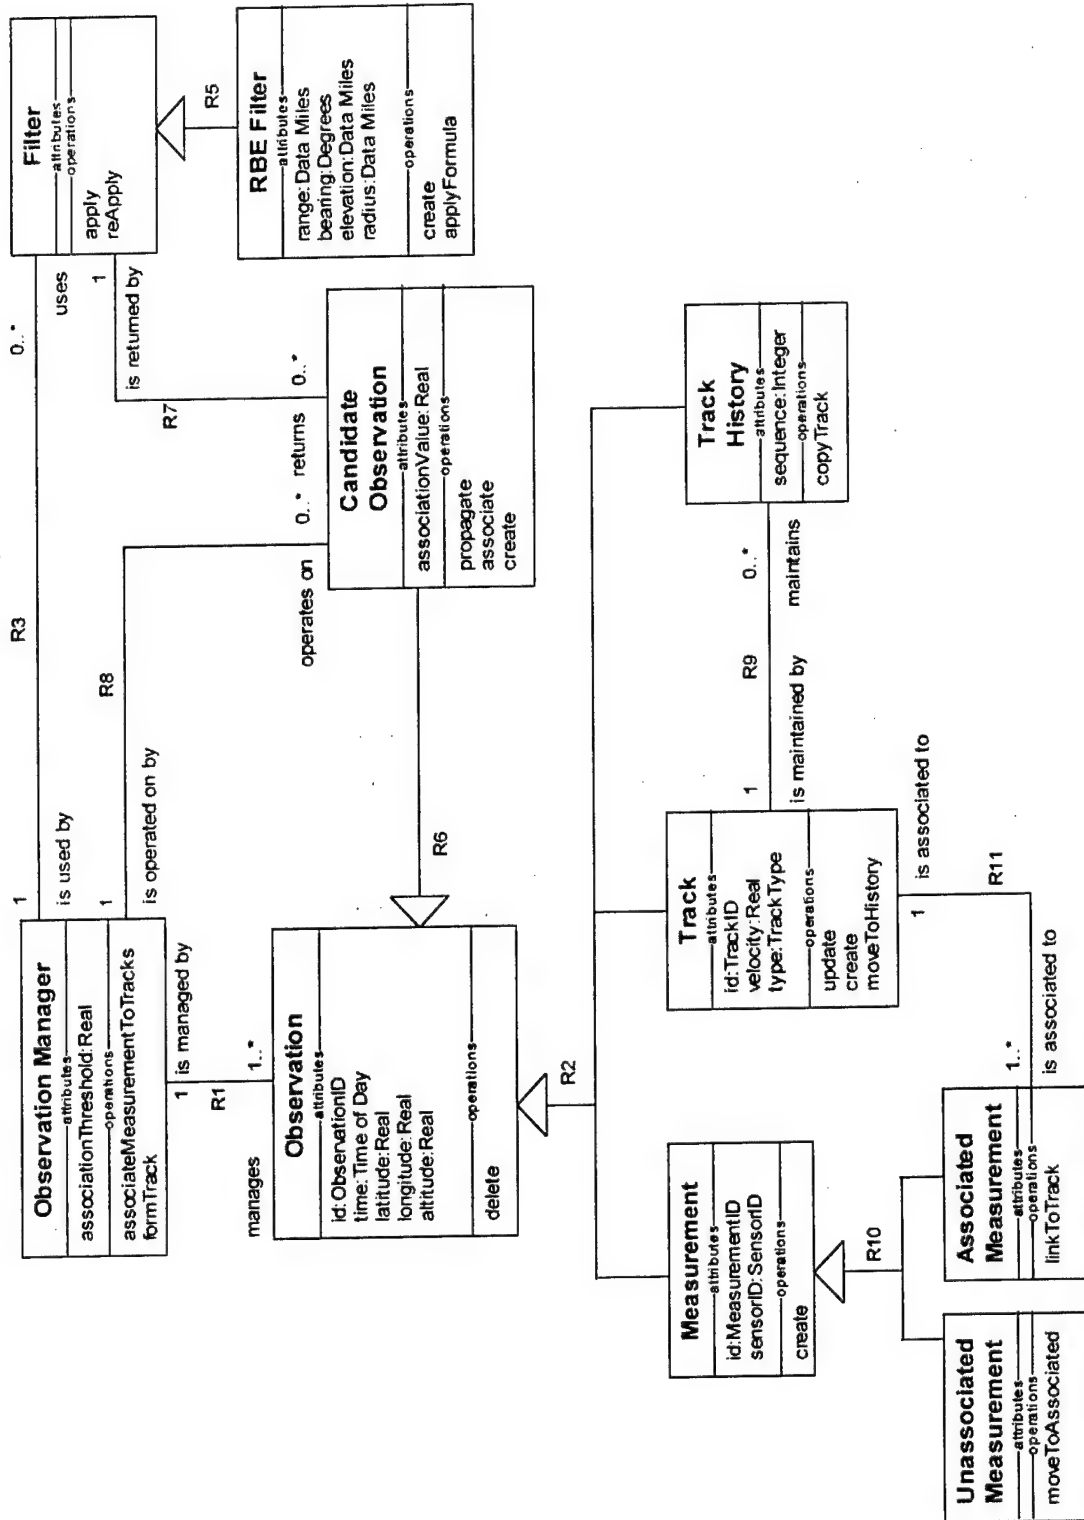 Observation Manager
attributes
associationThreshold:Real
operations
associateMeasurementToTracks
formTrack
1
is used by
R3
0..*
uses
Filter
attributes
operations
apply
reApply
1
is operated on by
R8
0..* returns
operates on
1
is returned by
R7
0..*
R5
RBE Filter
attributes
range:Data Miles
bearing:Degrees
elevation:Data Miles
radius:Data Miles
operations
create
applyFormula
1 is managed by
R1
manages
1..*
Observation
attributes
id:ObservationID
time:Time of Day
latitude:Real
longitude:Real
altitude:Real
operations
delete
R6
Candidate
Observation
attributes
associationValue:Real
operations
propagate
associate
create
R2
Measurement
attributes
id:MeasurementID
sensorID:SensorID
operations
create
Track
attributes
id:TrackID
velocity:Real
type:TrackType
operations
update
create
moveToHistory
1
R9
0..*
is maintained by
maintains
Track
History
attributes
sequence:Integer
operations
copyTrack
R10
1
is associated to
R11
1..*
is associated to
Unassociated
Measurement
attributes
operations
moveToAssociated
Associated
Measurement
attributes
operations
linkToTrack